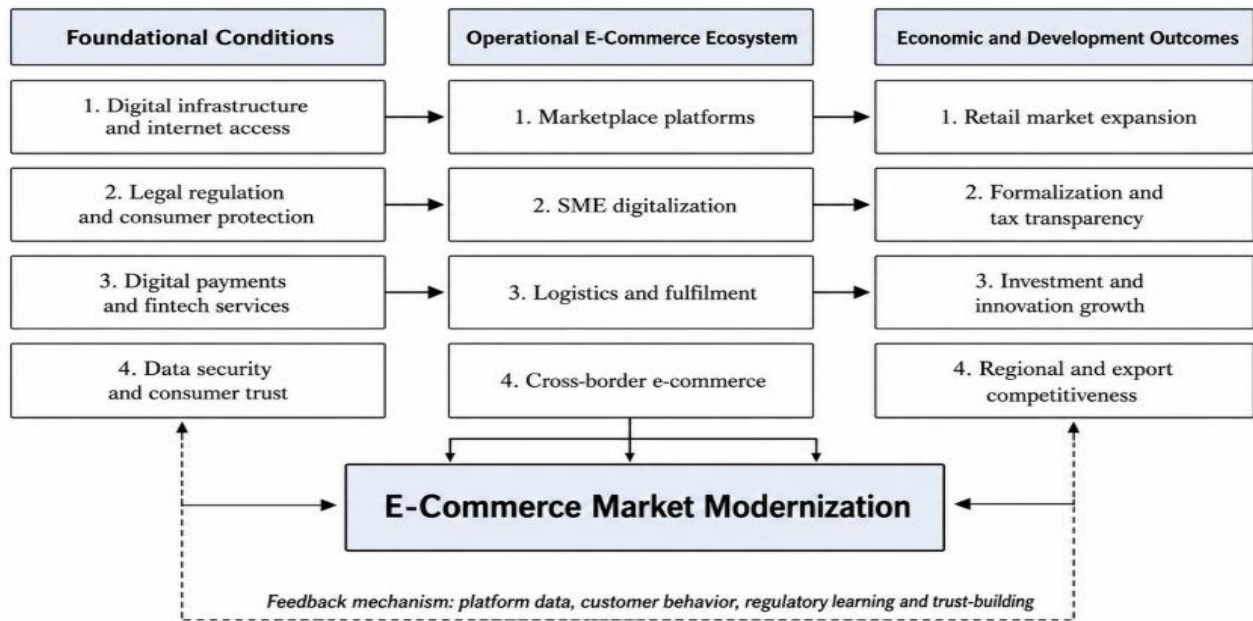 Foundational Conditions
Operational E-Commerce Ecosystem
Economic and Development Outcomes
1. Digital infrastructure
and internet access
1. Marketplace platforms
1. Retail market expansion
2. Legal regulation
and consumer protection
2. SME digitalization
2. Formalization and
tax transparency
3. Digital payments
and fintech services
3. Logistics and fulfilment
3. Investment and
innovation growth
4. Data security
and consumer trust
4. Cross-border e-commerce
4. Regional and export
competitiveness
E-Commerce Market Modernization
Feedback mechanism: platform data, customer behavior, regulatory learning and trust-building